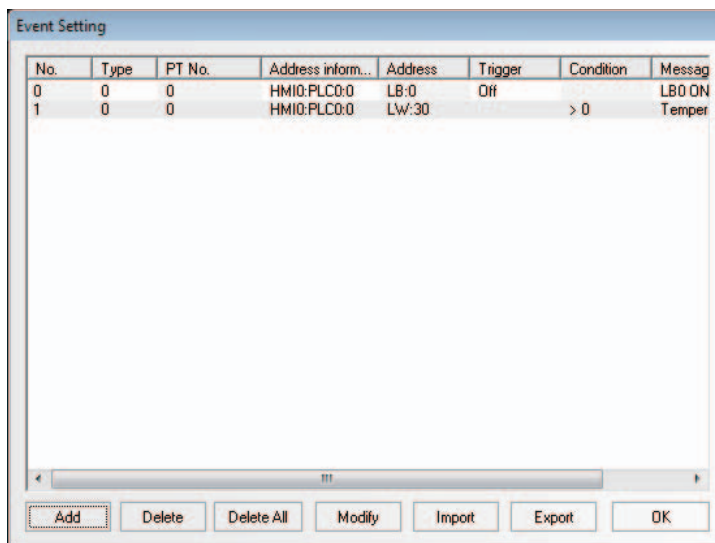 Event Setting
No. Type PT No. Address inform... Address Trigger Condition Messag
0 0 0 HMI0:PLC0:0 LB:0 Off LB0 ON
1 0 0 HMI0:PLC0:0 LW:30 > 0 Temper
Add Delete Delete All Modify Import Export OK